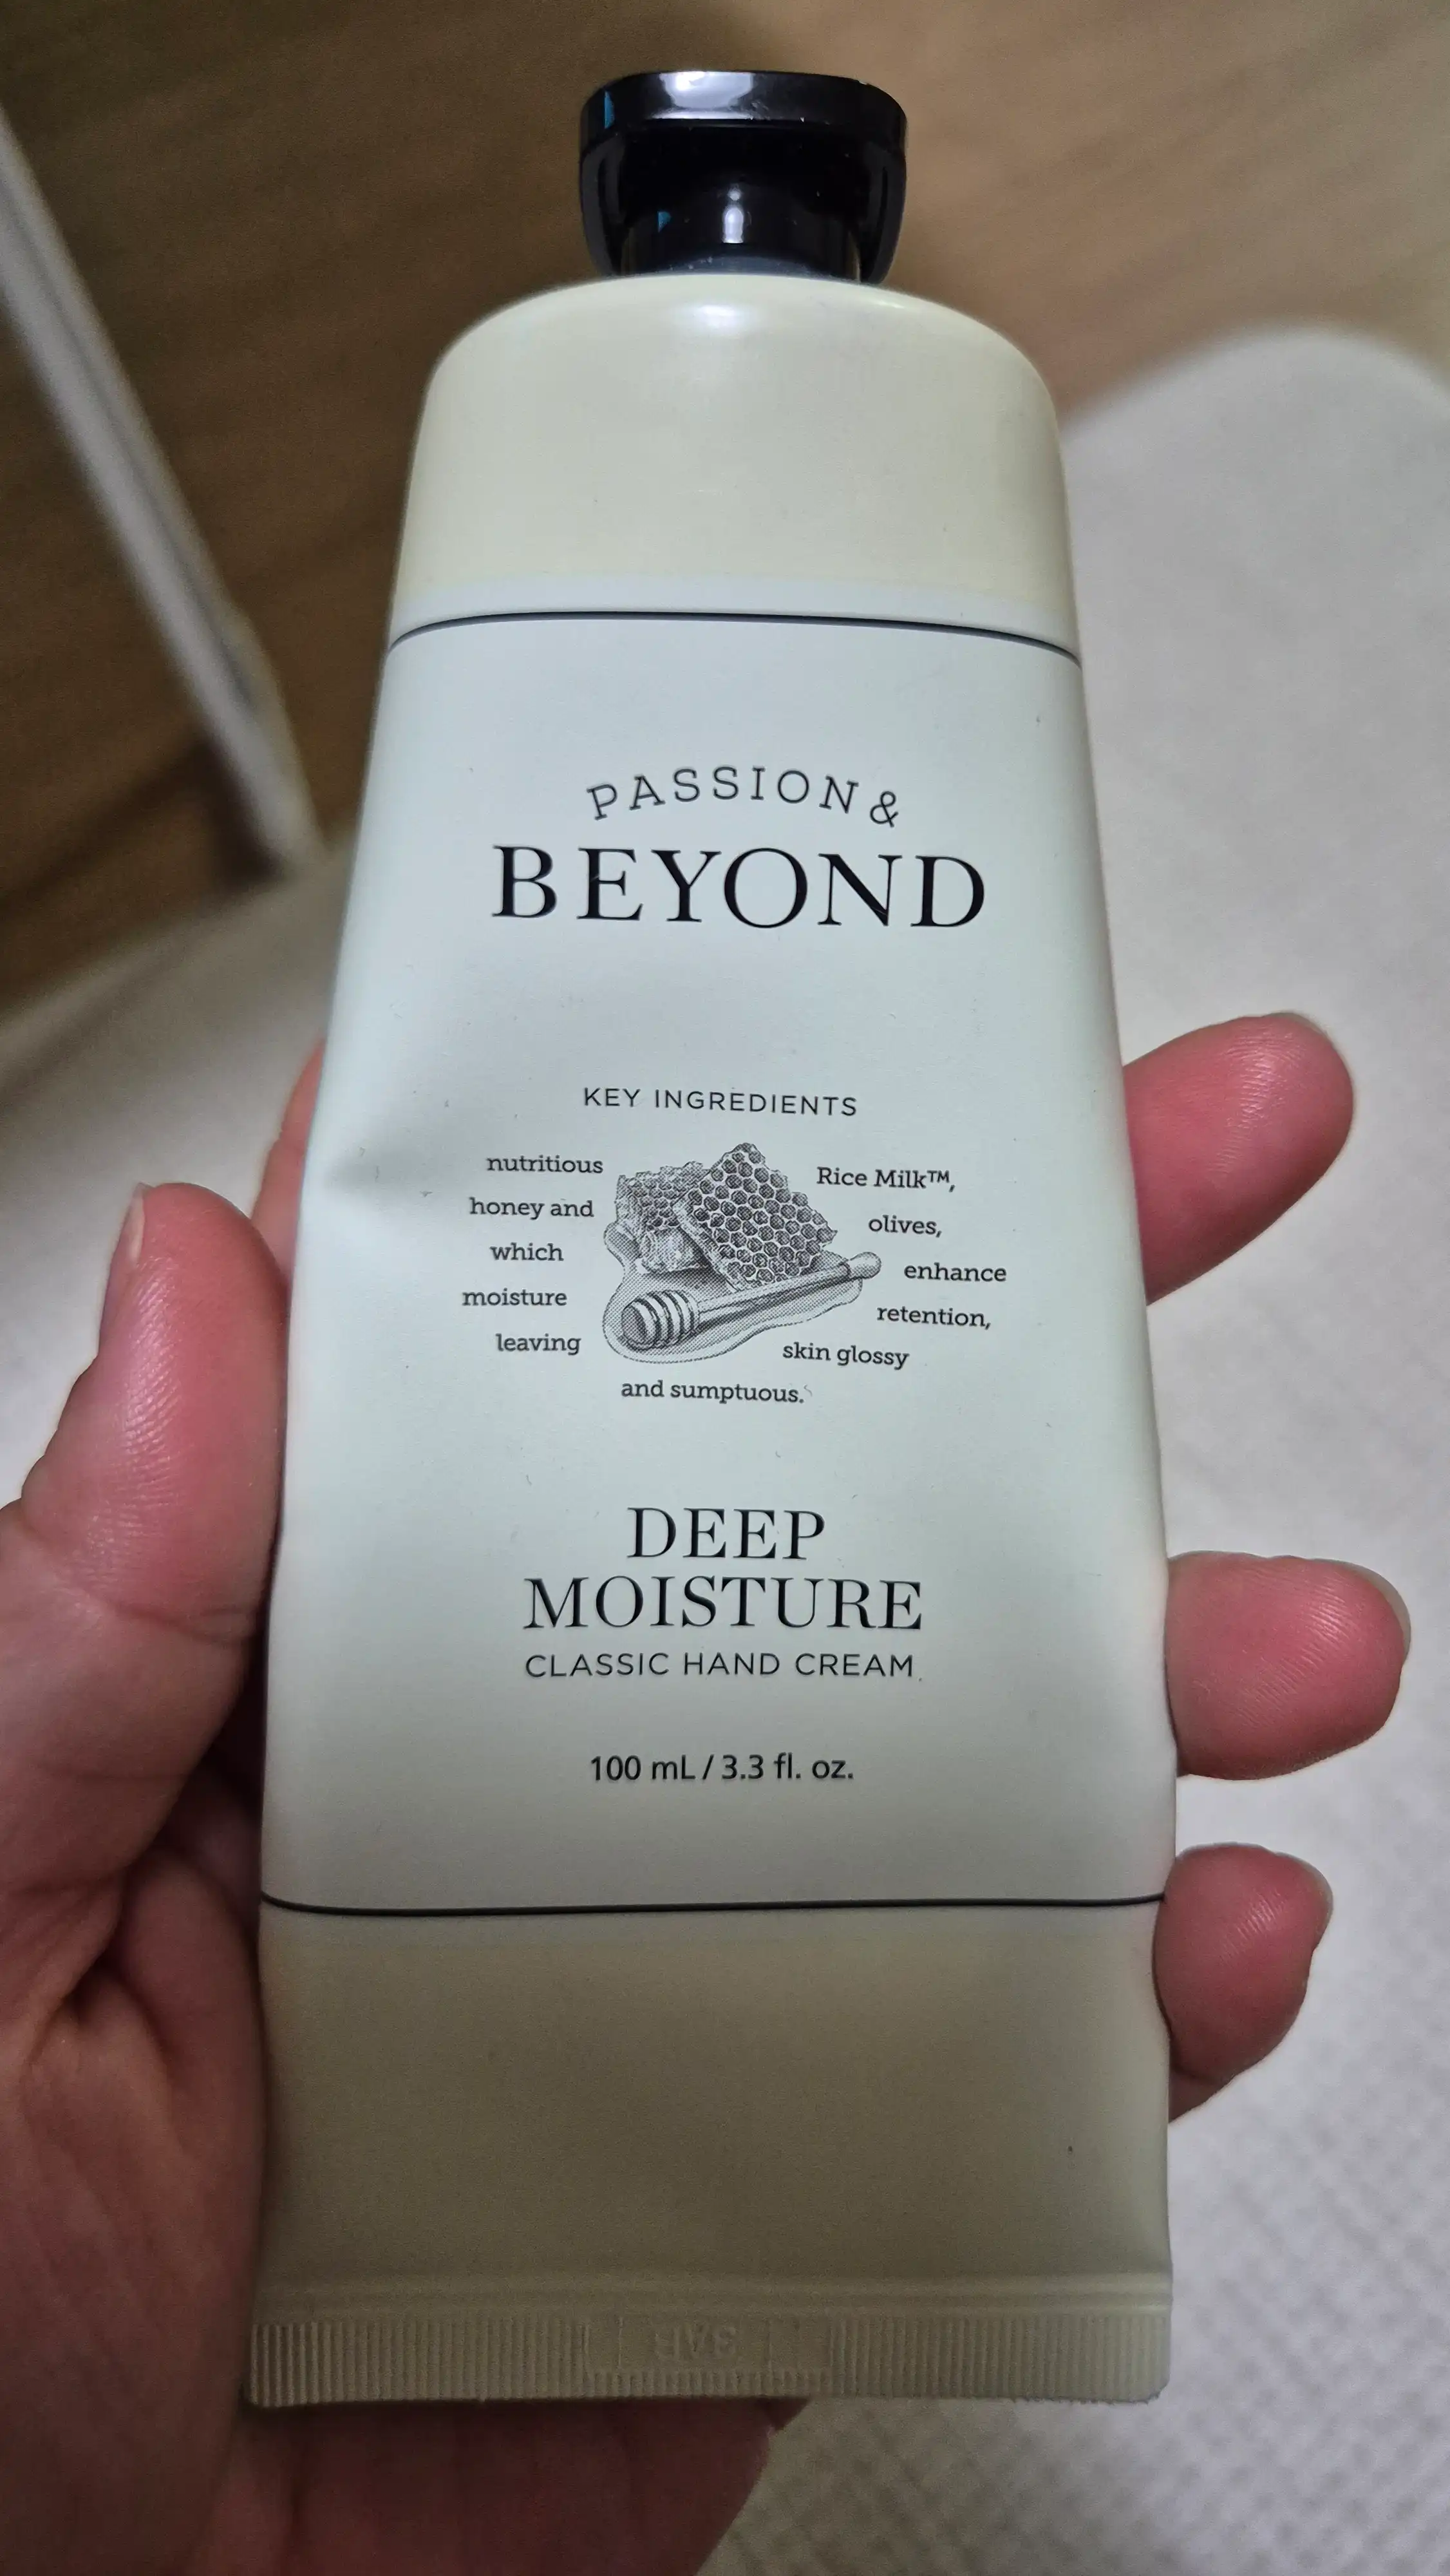 PASSION &
BEYOND
KEY INGREDIENTS
nutritious Rice Milk™,
honey and olives,
which enhance
moisture retention,
leaving skin glossy
and sumptuous.
DEEP
MOISTURE
CLASSIC HAND CREAM
100 mL / 3.3 fl. oz.